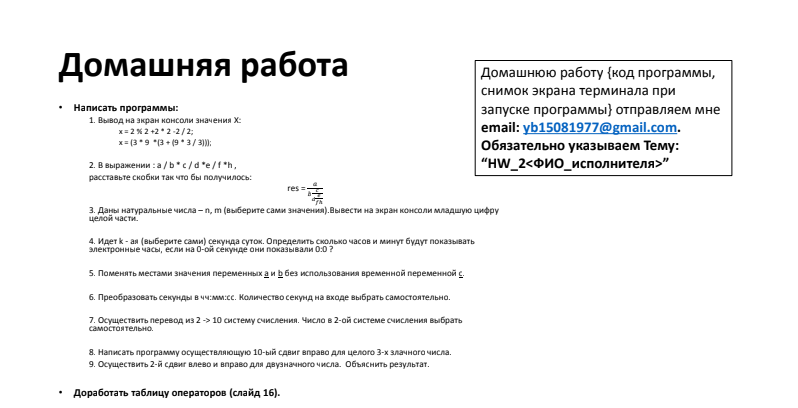 Домашняя работа
Домашнюю работу {код программы,
снимок экрана терминала при
запуске программы} отправляем мне
email: yb15081977@gmail.com.
Обязательно указываем Тему:
“HW_2<ФИО_исполнителя>”
• Написать программы:
1. Вывод на экран консоли значения X:
x = 2 % 2 +2 * 2 -2 / 2;
x = (3 * 9 *(3 + (9 * 3 / 3)));
2. В выражении : a / b * c / d *e / f *h ,
расставьте скобки так что бы получилось:
res =
3. Даны натуральные числа – n, m (выберите сами значения).Вывести на экран консоли младшую цифру
целой части.
4. Идет k - ая (выберите сами) секунда суток. Определить сколько часов и минут будут показывать
электронные часы, если на 0-ой секунде они показывали 0:0 ?
5. Поменять местами значения переменных a и b без использования временной переменной c.
6. Преобразовать секунды в чч:мм:сс. Количество секунд на входе выбрать самостоятельно.
7. Осуществить перевод из 2 -> 10 систему счисления. Число в 2-ой системе счисления выбрать
самостоятельно.
8. Написать программу осуществляющую 10-ый сдвиг вправо для целого 3-х злачного числа.
9. Осуществить 2-й сдвиг влево и вправо для двузначного числа. Объяснить результат.
• Доработать таблицу операторов (слайд 16).